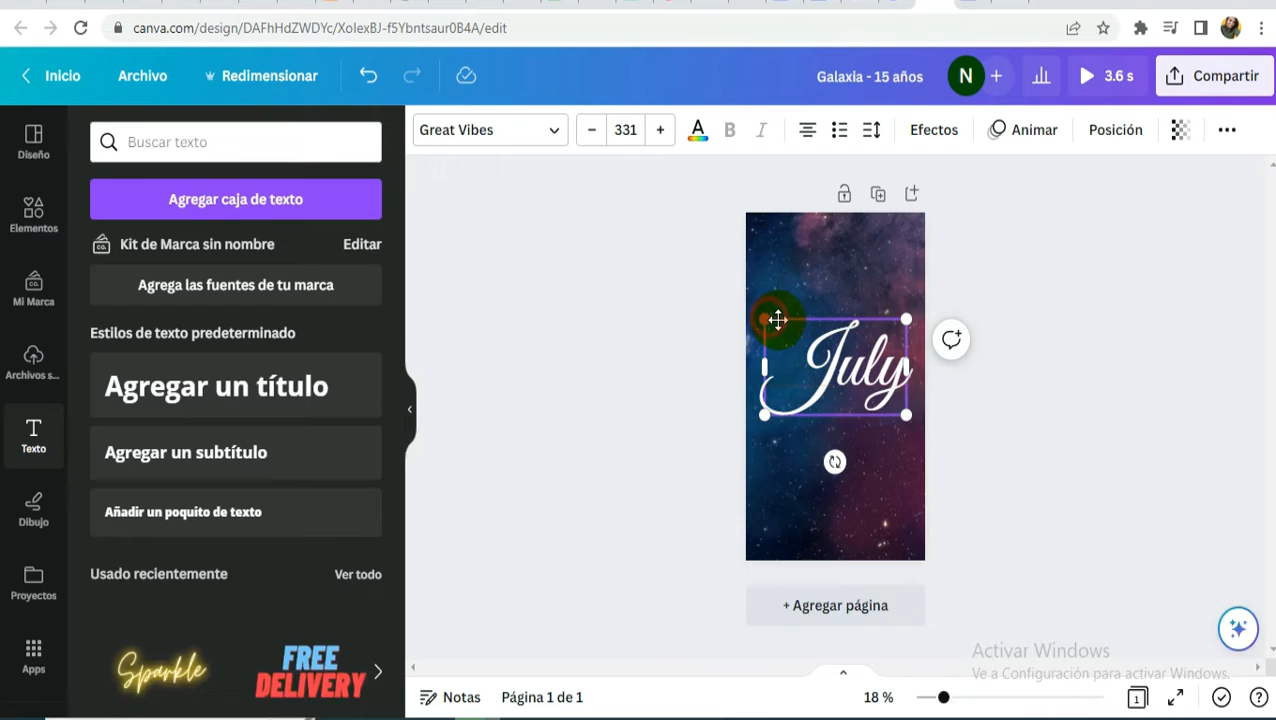 canva.com/design/DAFhHdZWDYc/XoIexBJ-f5Ybntsaur0B4A/edit
Inicio
Archivo
Redimensionar
Galaxia - 15 años
N
3.6 s
Compartir
Diseño
Elementos
Mi Marca
Archivos s...
Texto
Dibujo
Proyectos
Apps
Buscar texto
Agregar caja de texto
CO.
Kit de Marca sin nombre
Editar
Agrega las fuentes de tu marca
Estilos de texto predeterminado
Agregar un título
Agregar un subtítulo
Añadir un poquito de texto
Usado recientemente
Ver todo
Sparkle
FREE
DELIVERY
Great Vibes
331
A
B
I
Efectos
Animar
Posición
July
+ Agregar página
Activar Windows
Ve a Configuración para activar Windows.
Notas
Página 1 de 1
18 %
1